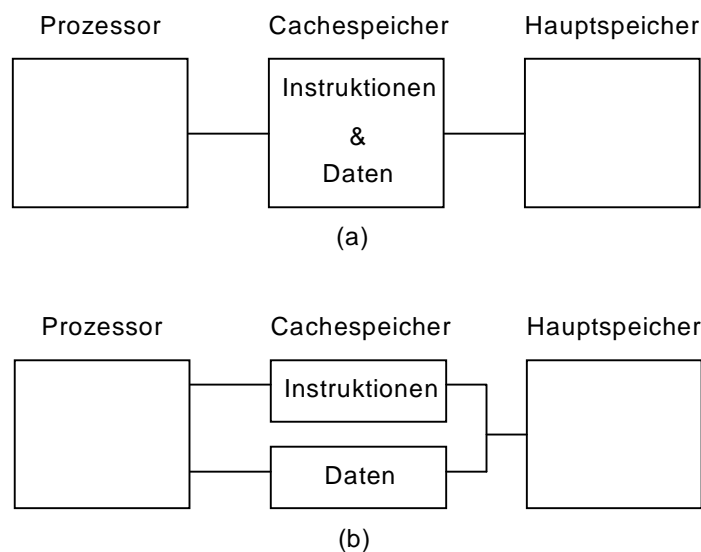 Prozessor Cachespeicher Hauptspeicher
Instruktionen
&
Daten
(a)
Prozessor Cachespeicher Hauptspeicher
Instruktionen
Daten
(b)